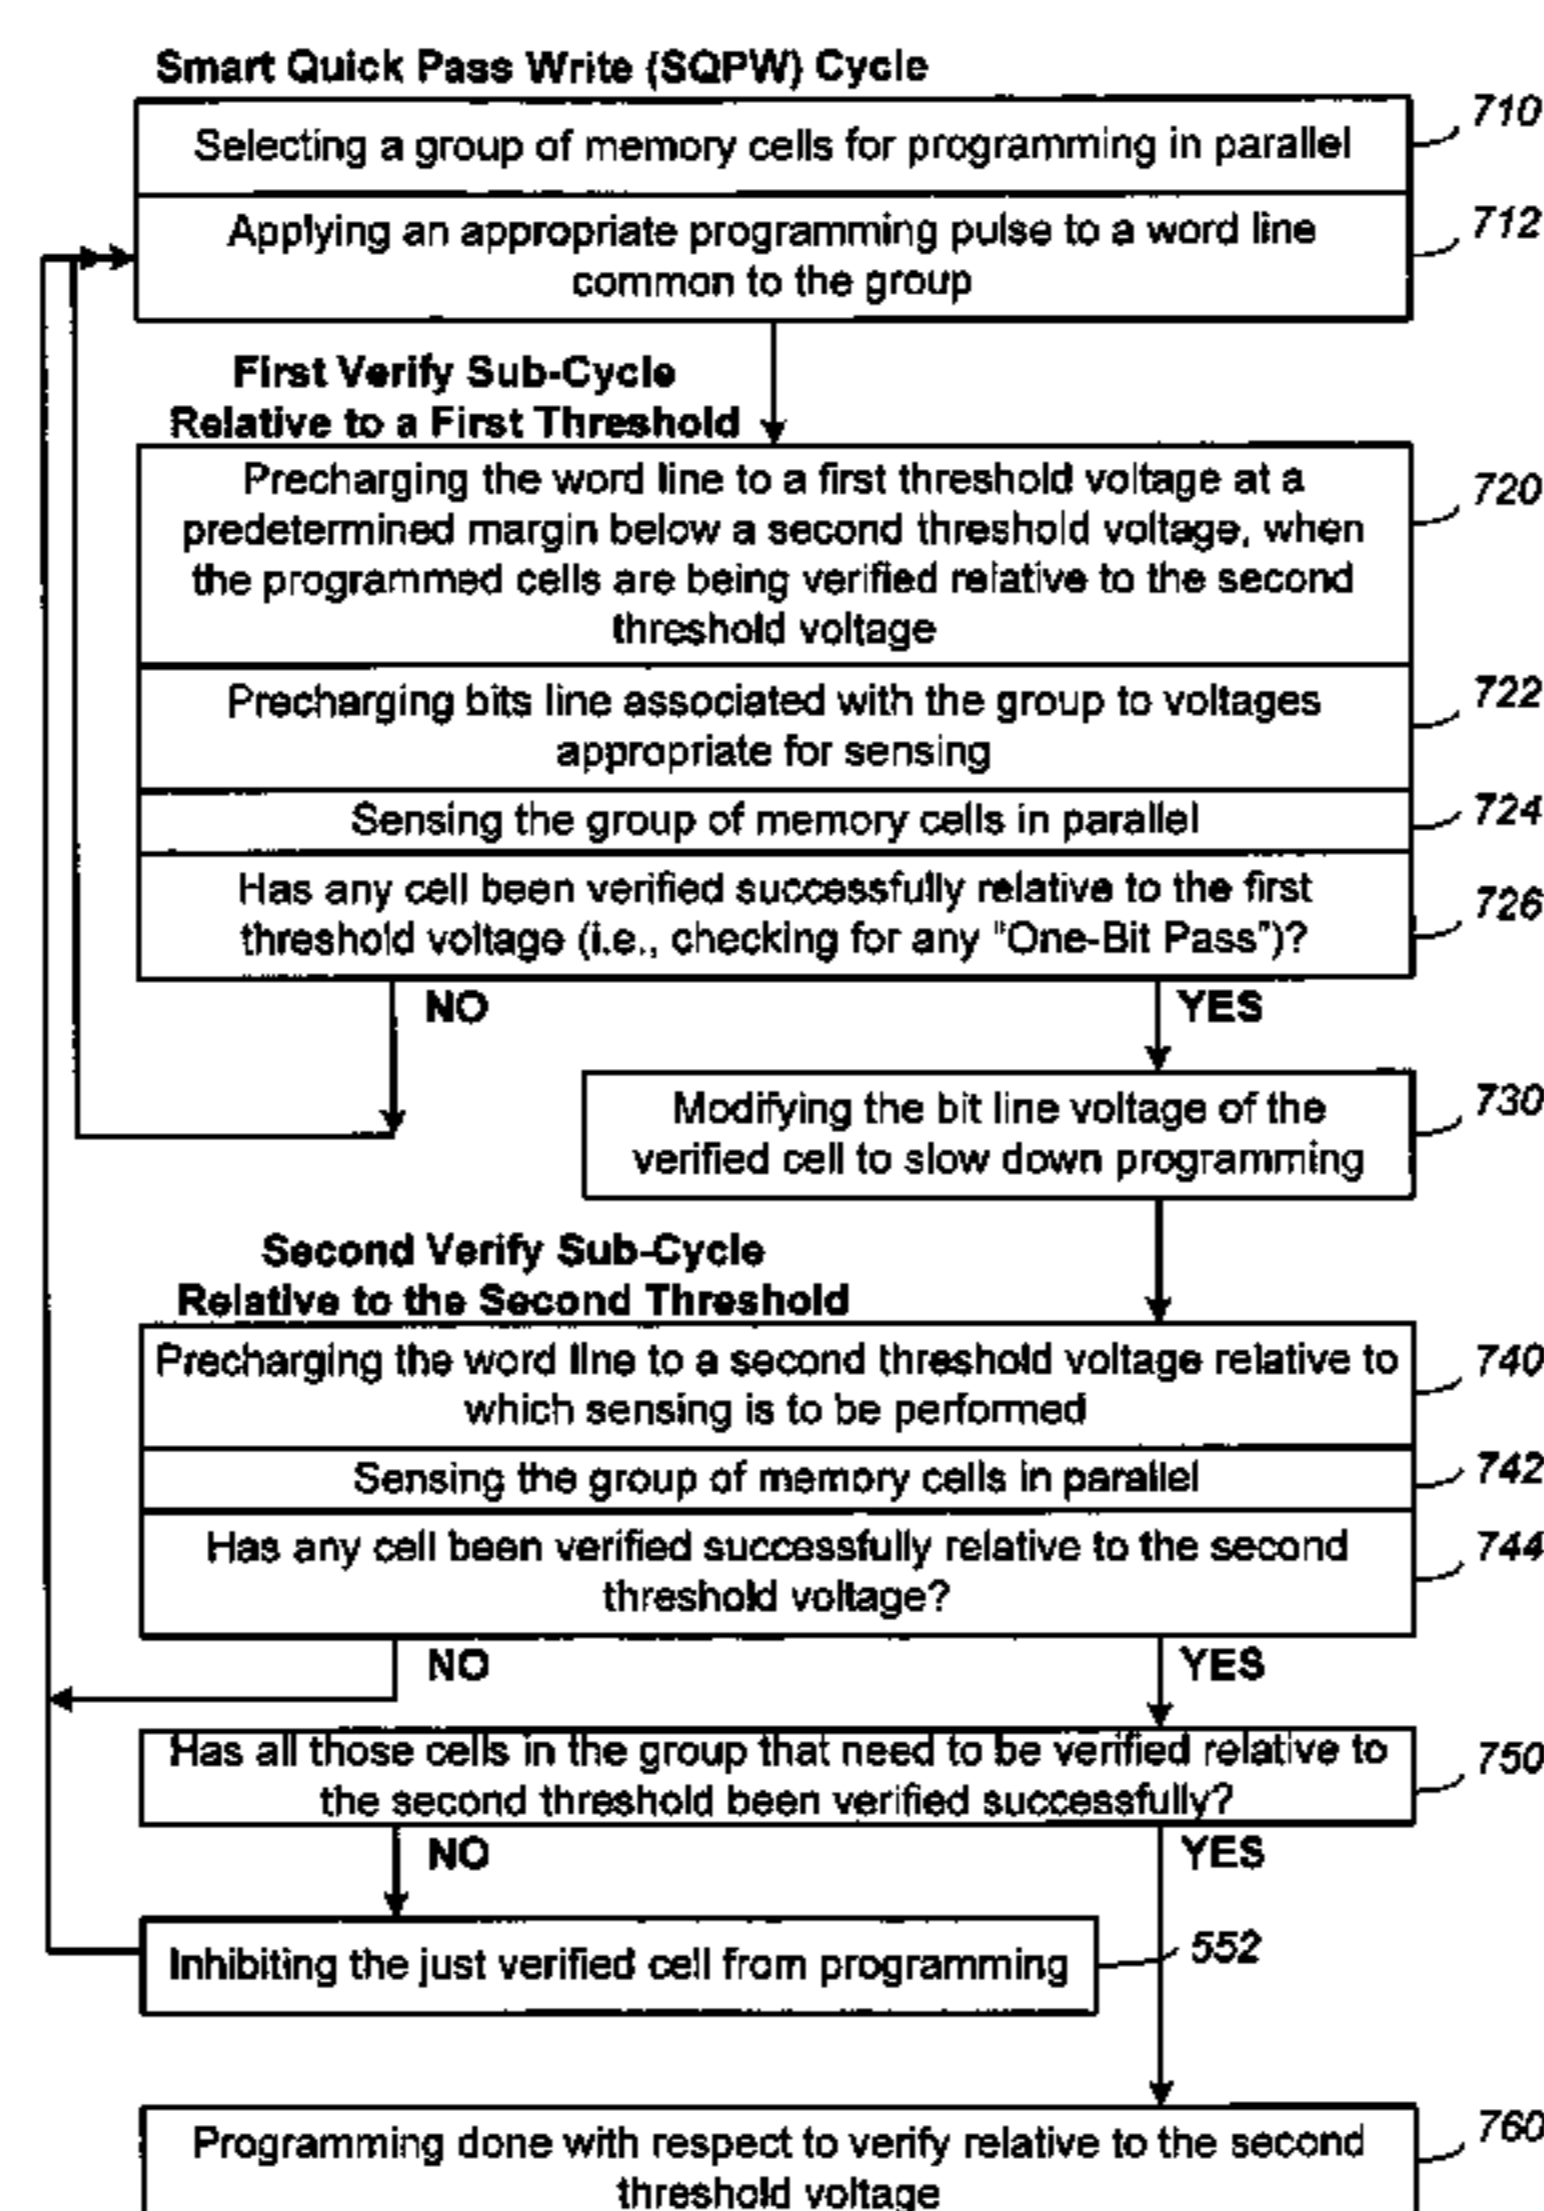 Smart Quick Pass Write (SQPW) Cycle
Selecting a group of memory cells for programming in parallel
710
Applying an appropriate programming pulse to a word line
common to the group
712
First Verify Sub-Cycle
Relative to a First Threshold
Precharging the word line to a first threshold voltage at a
predetermined margin below a second threshold voltage, when
the programmed cells are being verified relative to the second
threshold voltage
720
Precharging bits line associated with the group to voltages
appropriate for sensing
722
Sensing the group of memory cells in parallel
724
Has any cell been verified successfully relative to the first
threshold voltage (i.e., checking for any "One-Bit Pass")?
726
NO
YES
Modifying the bit line voltage of the
verified cell to slow down programming
730
Second Verify Sub-Cycle
Relative to the Second Threshold
Precharging the word line to a second threshold voltage relative to
which sensing is to be performed
740
Sensing the group of memory cells in parallel
742
Has any cell been verified successfully relative to the second
threshold voltage?
744
NO
YES
Has all those cells in the group that need to be verified relative to
the second threshold been verified successfully?
750
NO
YES
Inhibiting the just verified cell from programming
552
Programming done with respect to verify relative to the second
threshold voltage
760